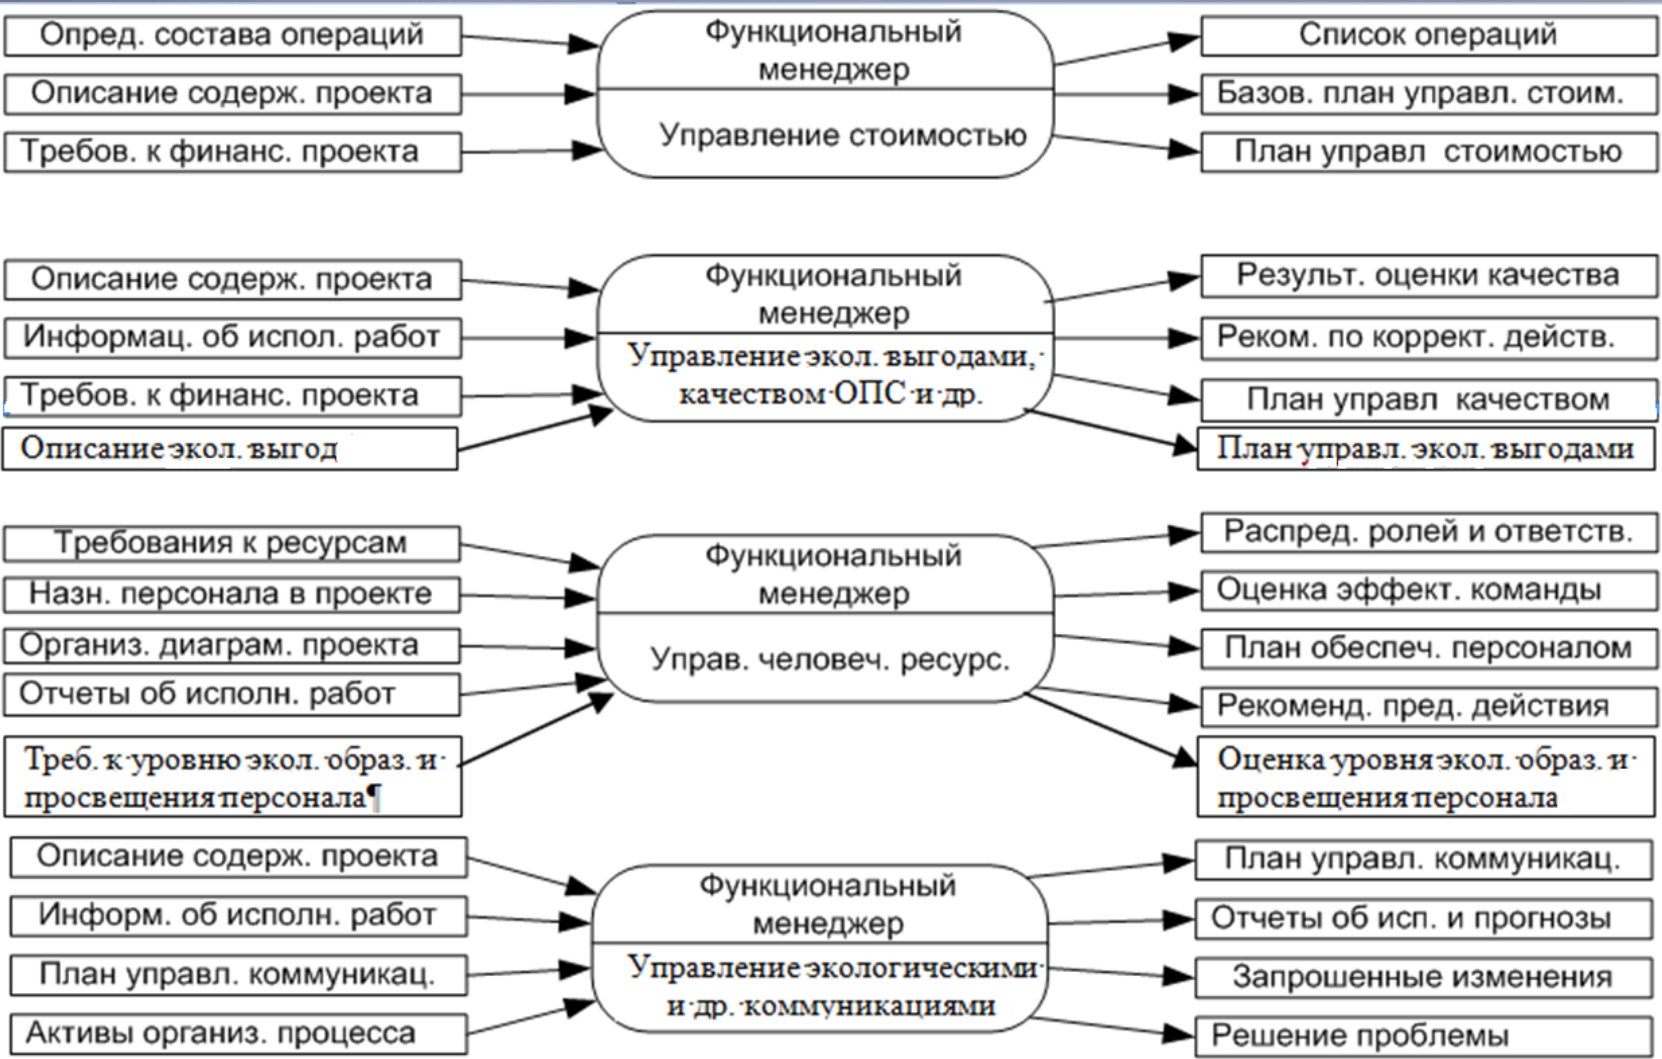 Опред. состава операций
Описание содерж. проекта
Требов. к финанс. проекта
Функциональный
менеджер
Управление стоимостью
Список операций
Базов. план управл. стоим.
План управл стоимостью
Описание содерж. проекта
Информац. об испол. работ
Требов. к финанс. проекта
Описание экол. выгод
Функциональный
менеджер
Управление экол. выгодами,
качеством ОПС и др.
Результ. оценки качества
Реком. по коррект. действ.
План управл качеством
План управл. экол. выгодами
Требования к ресурсам
Назн. персонала в проекте
Организ. диаграм. проекта
Отчеты об исполн. работ
Треб. к уровню экол. образ. и
просвещения персонала¶
Функциональный
менеджер
Управ. человеч. ресурс.
Распред. ролей и ответств.
Оценка эффект. команды
План обеспеч. персоналом
Рекоменд. пред. действия
Оценка уровня экол. образ. и
просвещения персонала
Описание содерж. проекта
Информ. об исполн. работ
План управл. коммуникац.
Активы организ. процесса
Функциональный
менеджер
Управление экологическими
и др. коммуникациями
План управл. коммуникац.
Отчеты об исп. и прогнозы
Запрошенные изменения
Решение проблемы